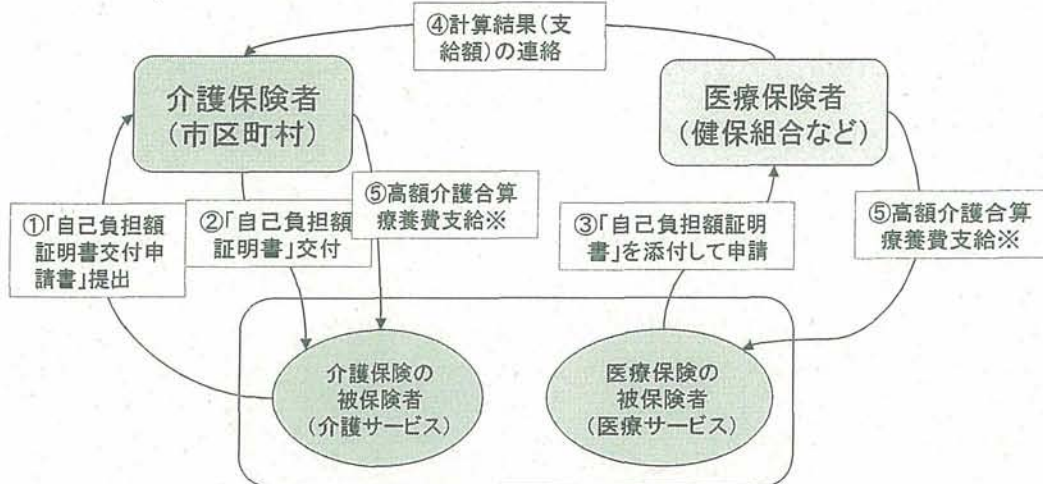 ④計算結果(支
給額)の連絡
介護保険者
(市区町村)
医療保険者
(健保組合など)
①「自己負担額
証明書交付申
請書」提出
②「自己負担額
証明書」交付
⑤高額介護合算
療養費支給※
③「自己負担額証明
書」を添付して申請
⑤高額介護合算
療養費支給※
介護保険の
被保険者
(介護サービス)
医療保険の
被保険者
(医療サービス)